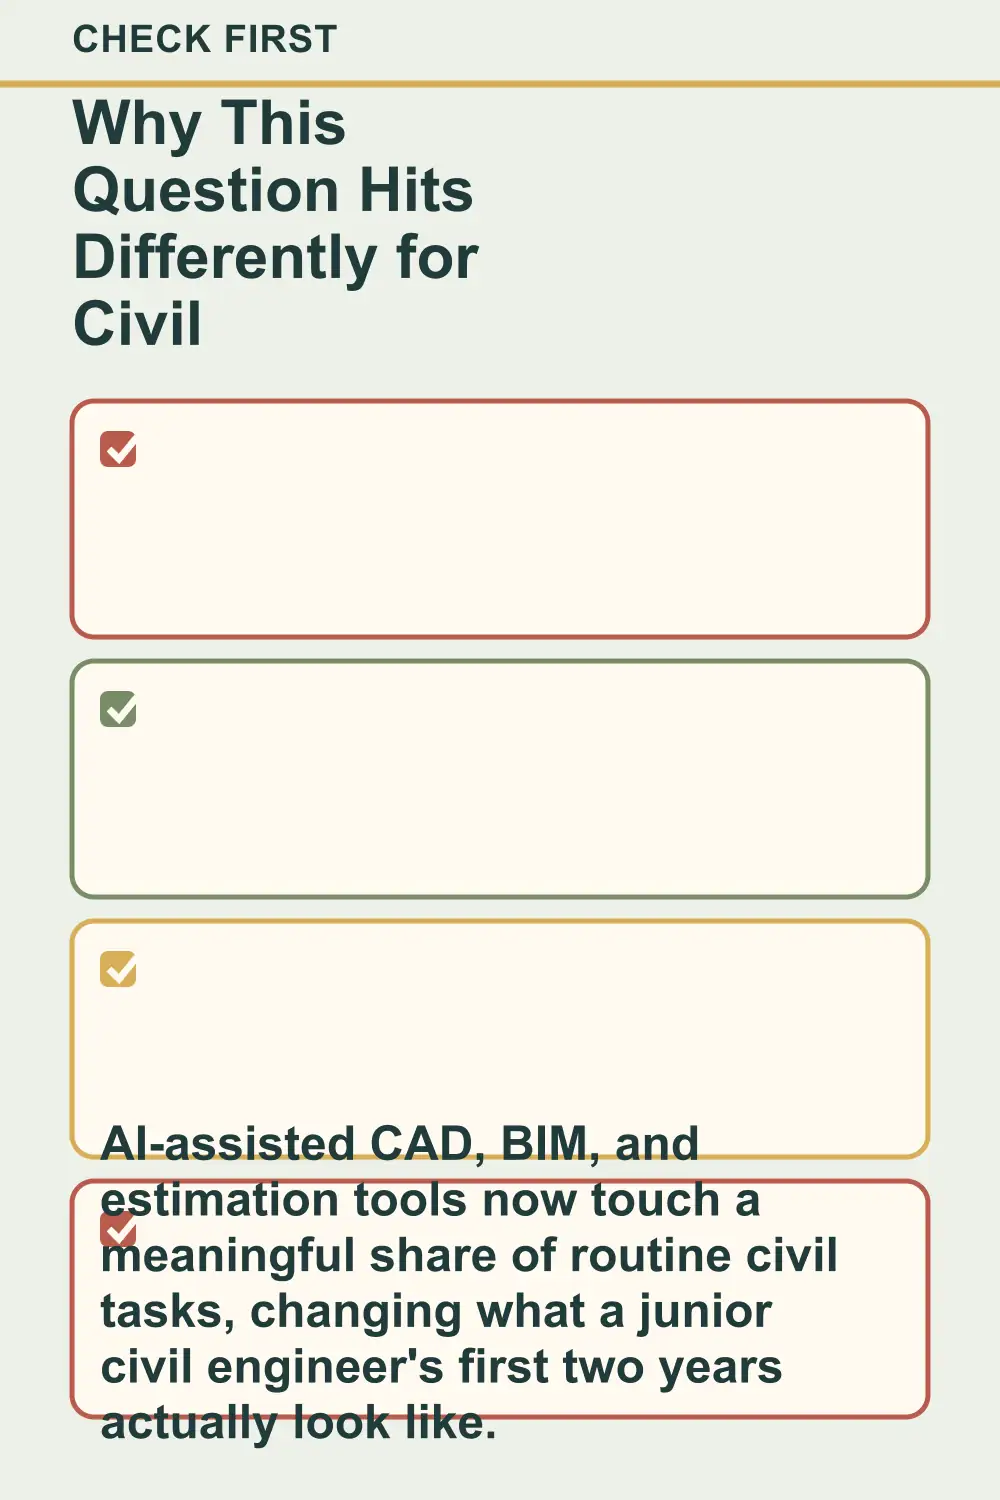 CHECK FIRST
Why This
Question Hits
Differently for
Civil
AI-assisted CAD, BIM, and
estimation tools now touch a
meaningful share of routine civil
tasks, changing what a junior
civil engineer's first two years
actually look like.